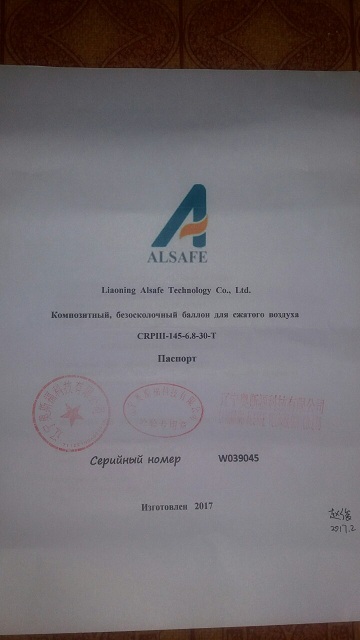 ALSAFE
Liaoning Alsafe Technology Co., Ltd.
Композитный, безосколочный баллон для сжатого воздуха
CRPIII-145-6.8-30-T
Паспорт
Серийный номер W039045
Изготовлен 2017
2017.2